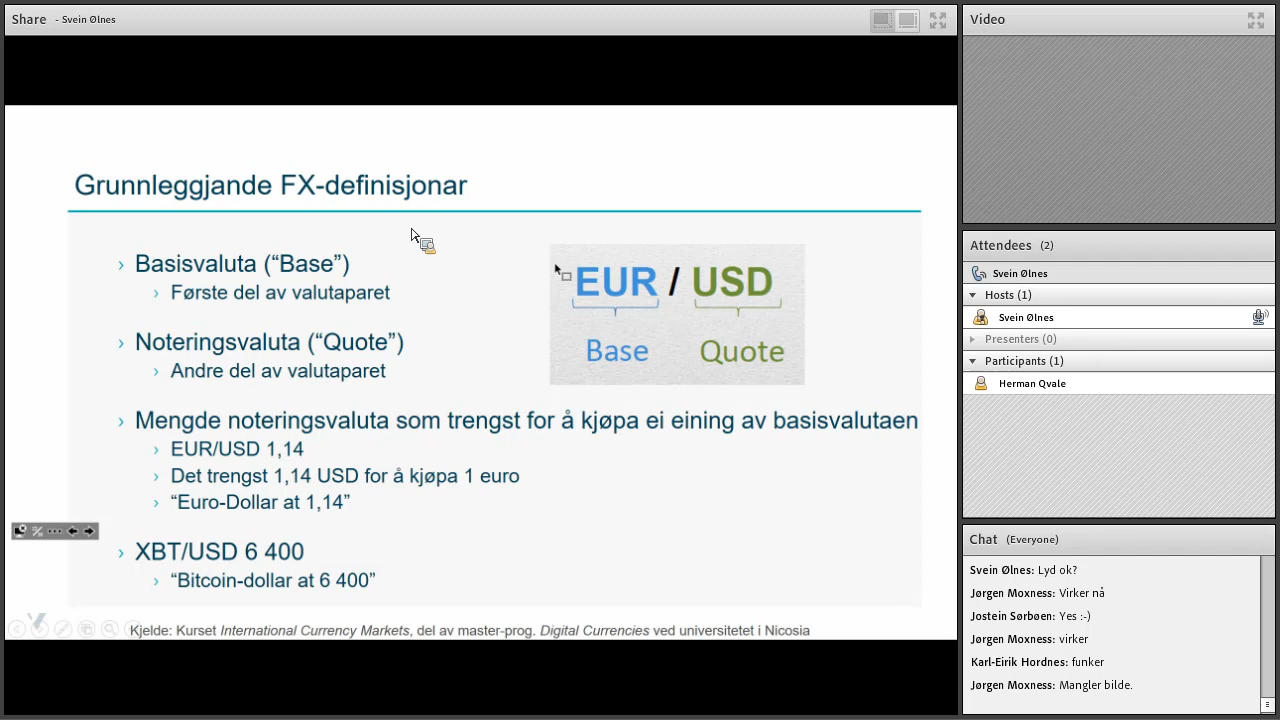 Share - Svein Ølnes
Grunnleggjande FX-definisjonar
› Basisvaluta (“Base”)
› Første del av valutaparet
› Noteringsvaluta (“Quote”)
› Andre del av valutaparet
EUR / USD
Base Quote
› Mengde noteringsvaluta som trengst for å kjøpa ei eining av basisvalutaen
› EUR/USD 1,14
› Det trengst 1,14 USD for å kjøpa 1 euro
› “Euro-Dollar at 1,14”
› XBT/USD 6 400
› “Bitcoin-dollar at 6 400”
Kjelde: Kurset International Currency Markets, del av master-prog. Digital Currencies ved universitetet i Nicosia
Video
Attendees (2)
Svein Ølnes
Hosts (1)
Svein Ølnes
Presenters (0)
Participants (1)
Herman Qvale
Chat (Everyone)
Svein Ølnes: Lyd ok?
Jørgen Moxness: Virker nå
Jostein Sørbøen: Yes :-)
Jørgen Moxness: virker
Karl-Eirik Hordnes: funker
Jørgen Moxness: Mangler bilde.